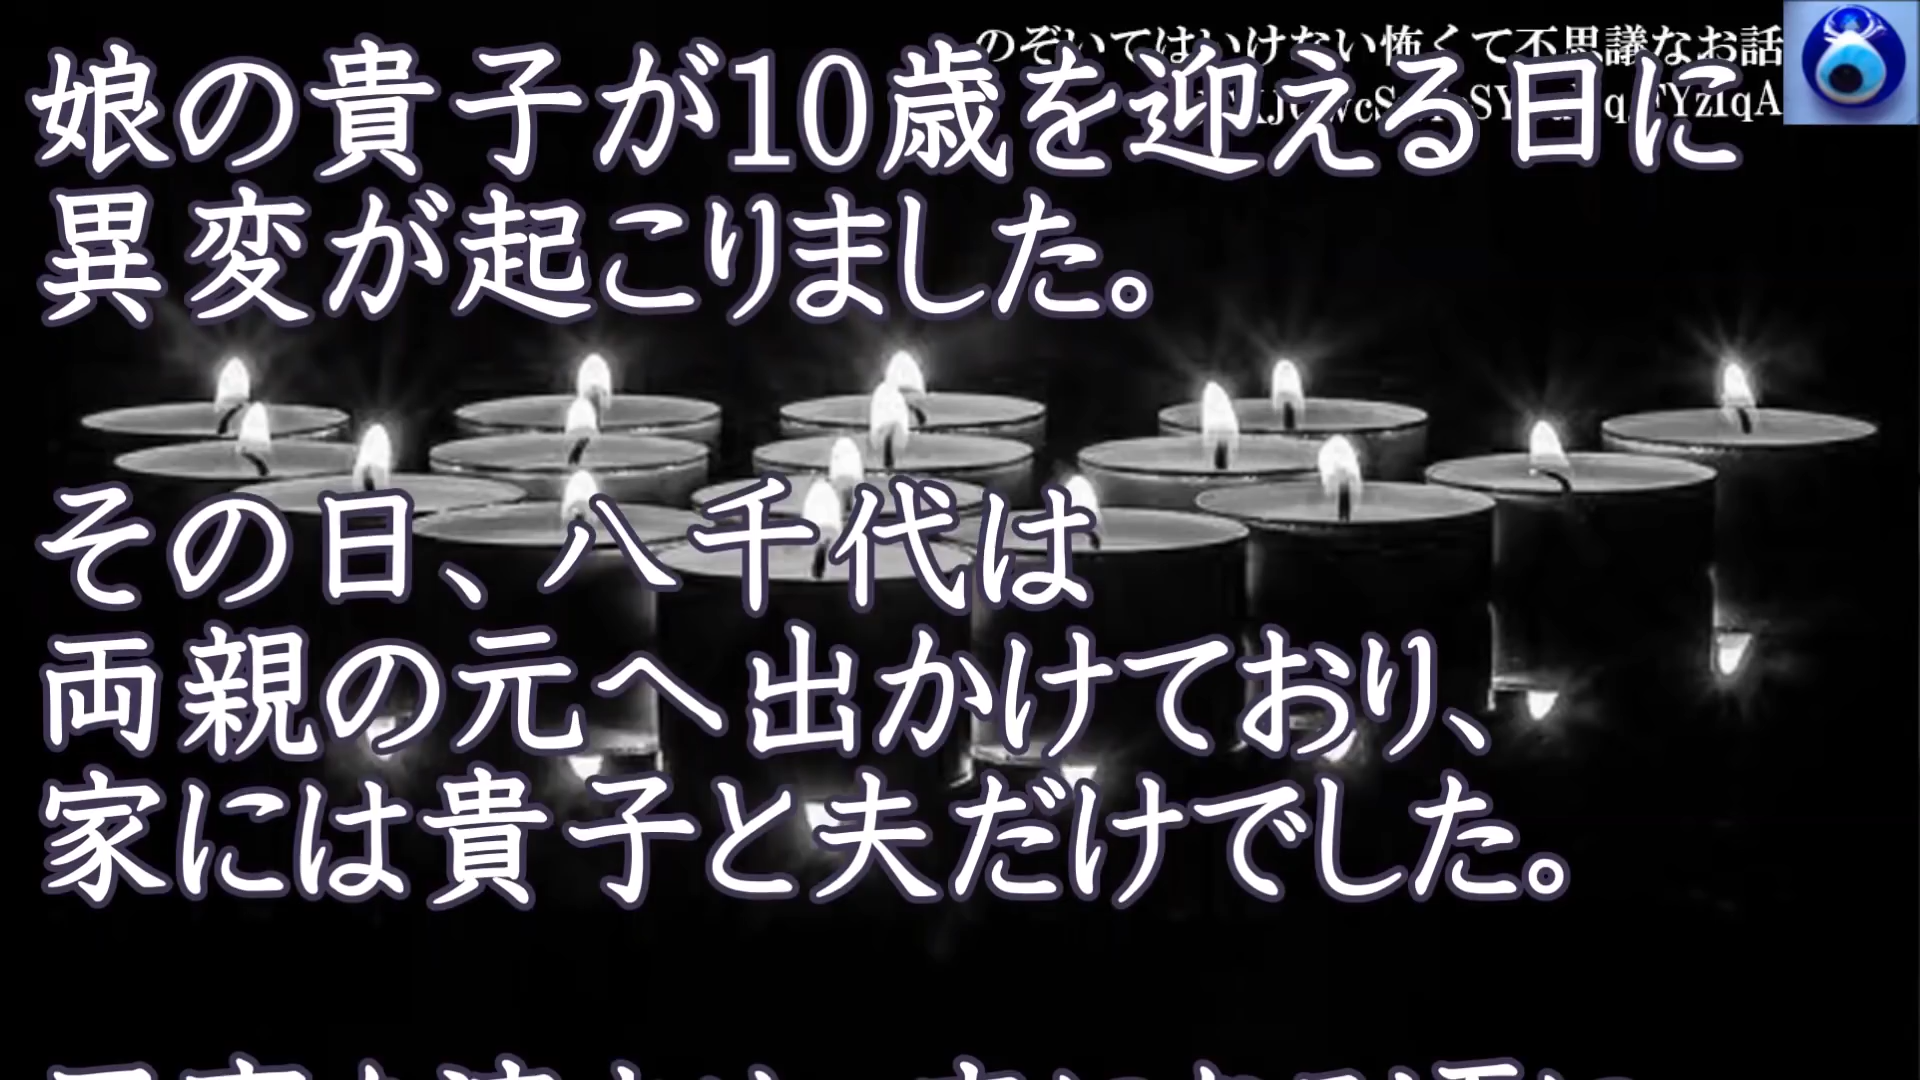 のぞいてはいけない怖くて不思議なお話
娘の貴子が10歳を迎える日に
異変が起こりました。
その日、八千代は
両親の元へ出かけており、
家には貴子と夫だけでした。